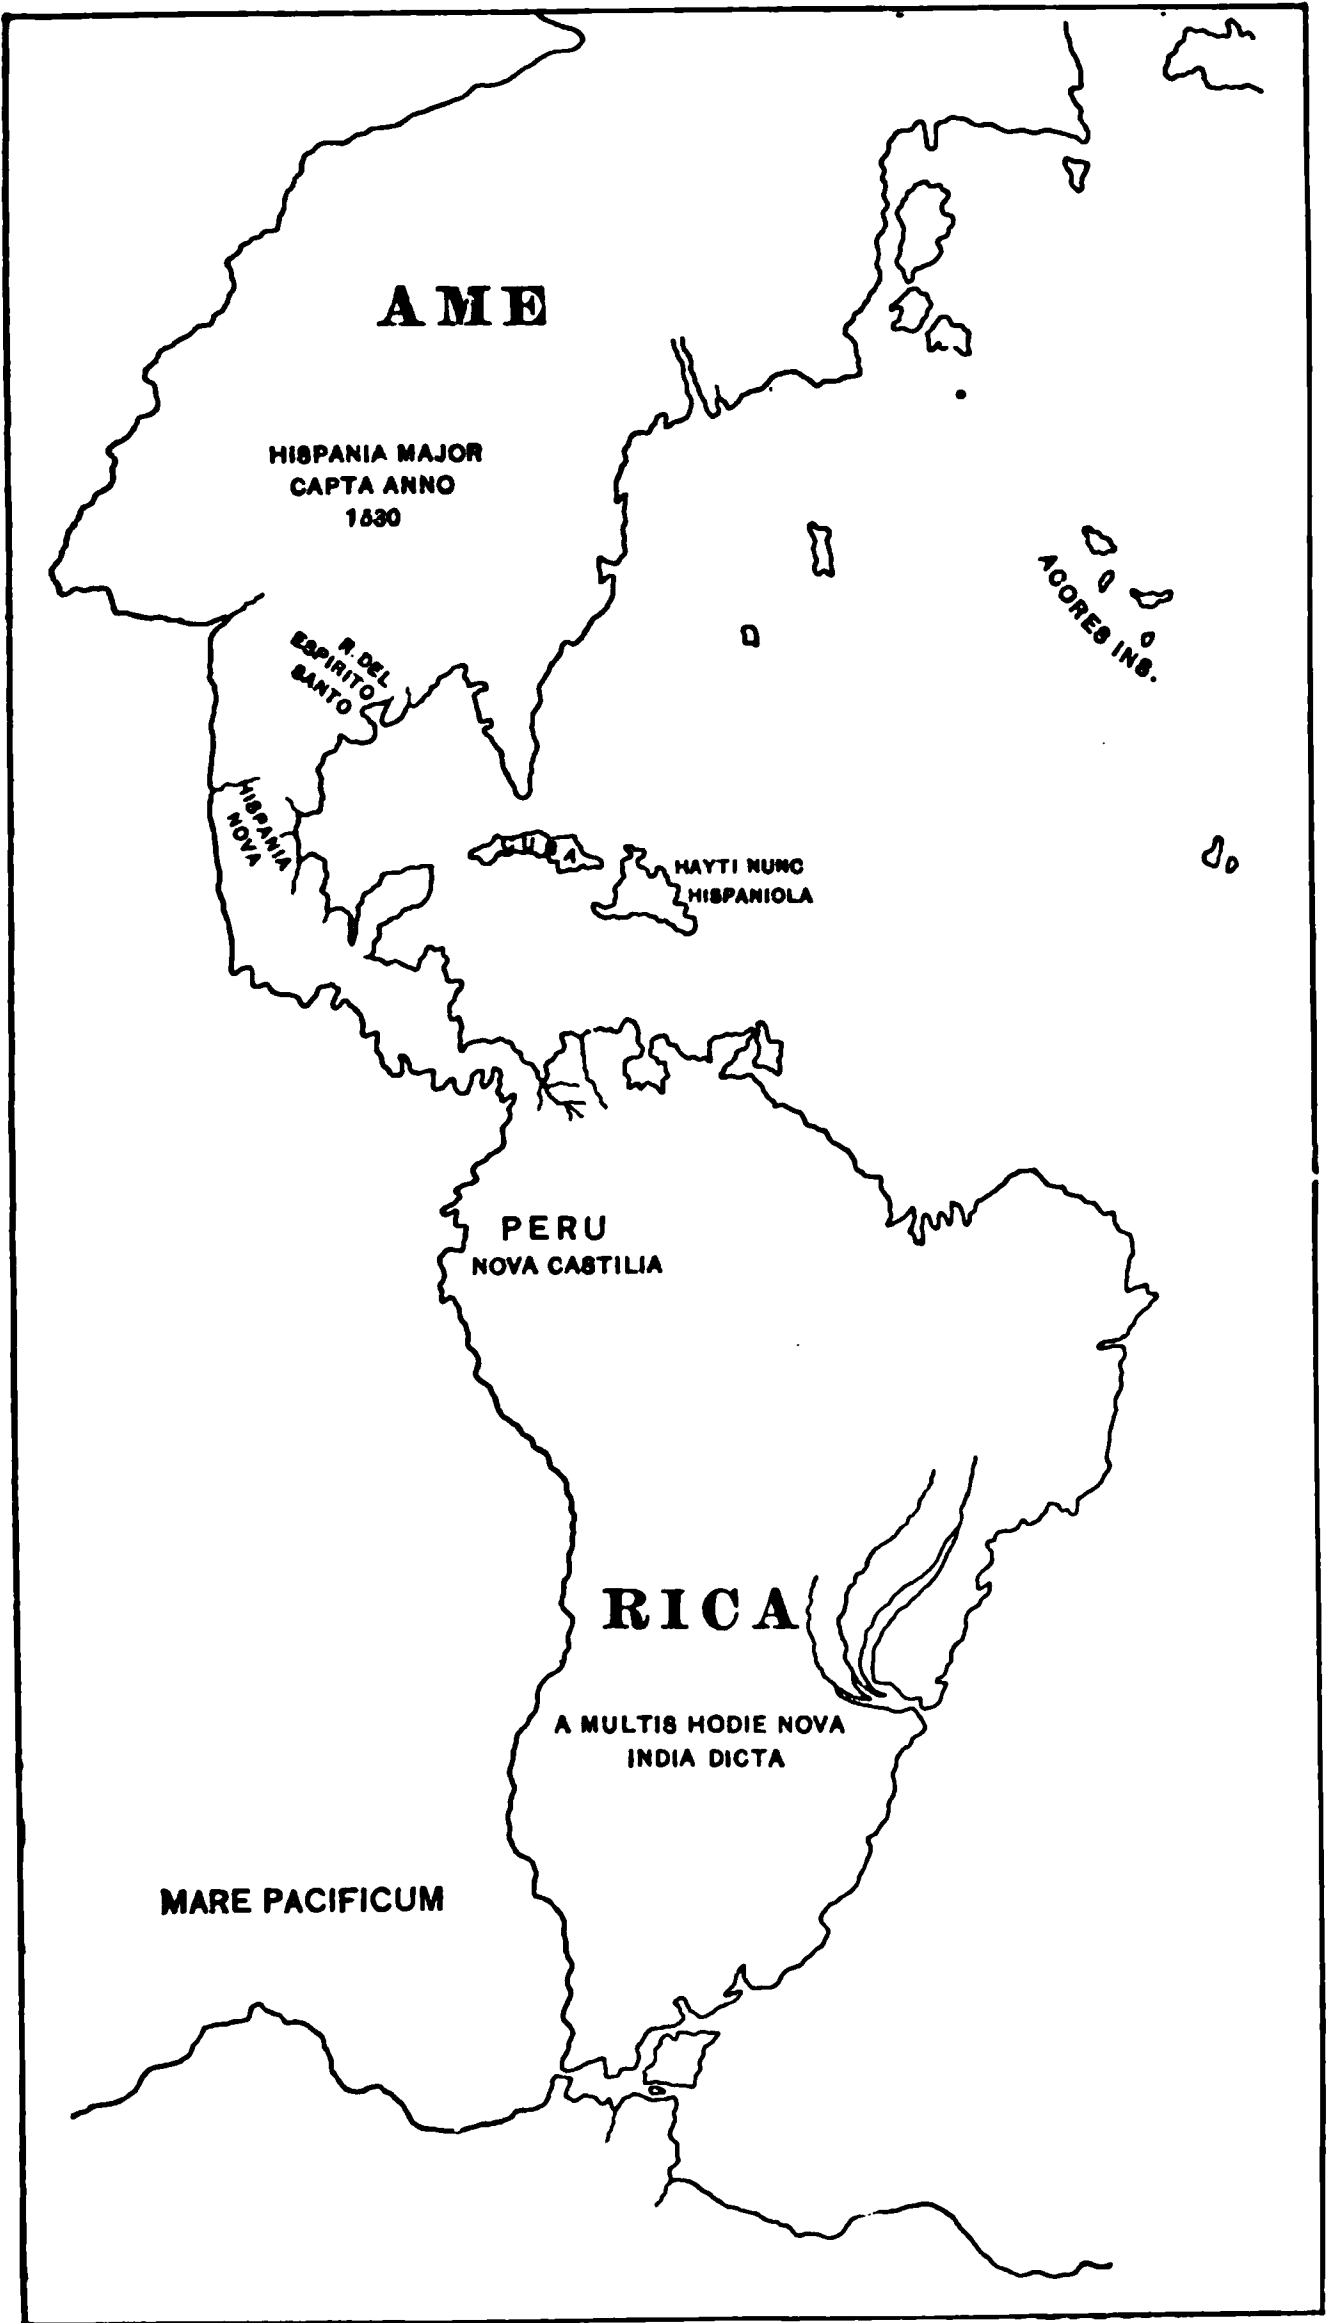 AME
HISPANIA MAJOR
CAPTA ANNO
1530
R. DEL
ESPIRITO
SANTO
ACORES INS.
HISPANIA
NOVA
CUBA
HAYTI NUNC
HISPANIOLA
PERU
NOVA CASTILIA
RICA
A MULTIS HODIE NOVA
INDIA DICTA
MARE PACIFICUM